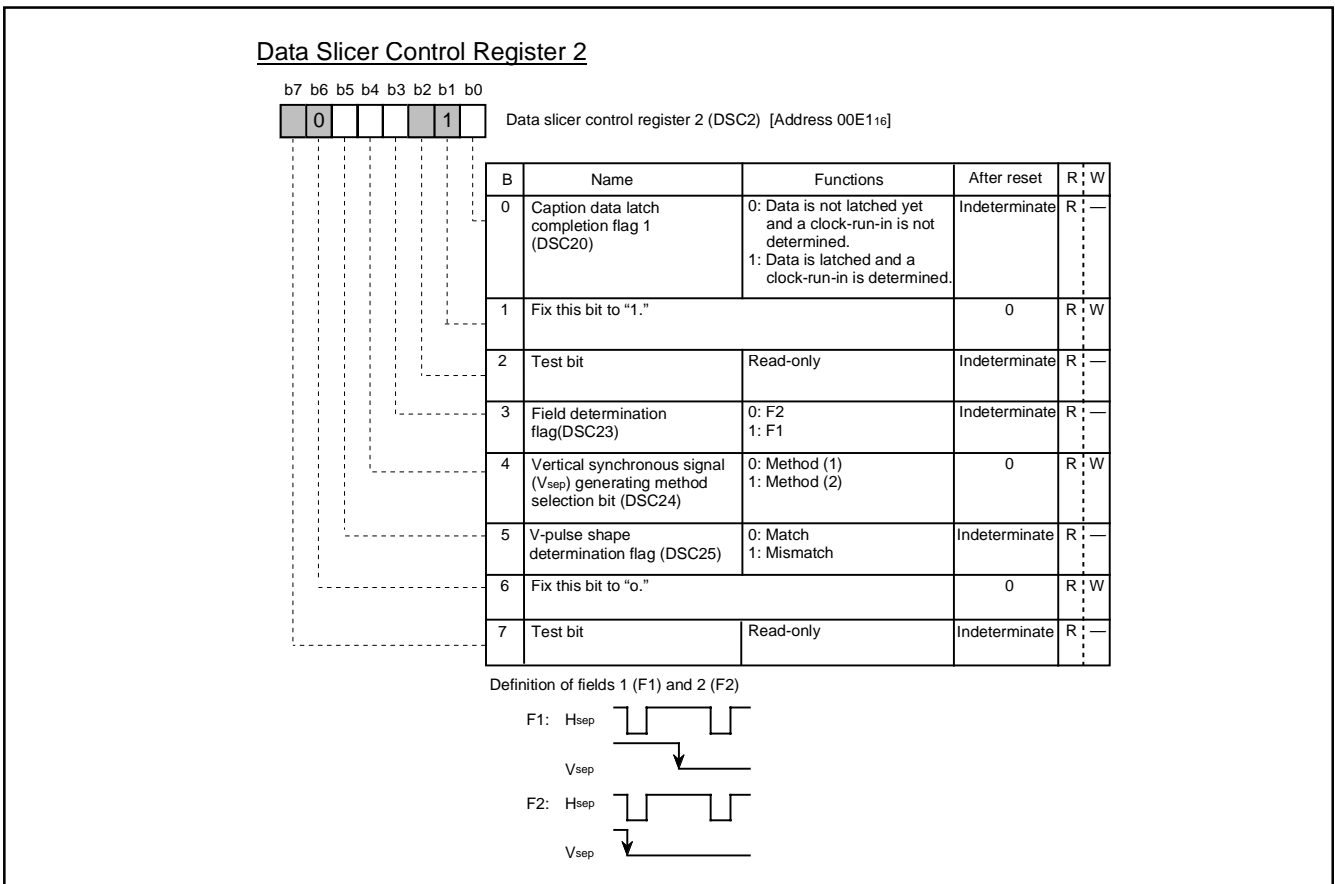 Data Slicer Control Register 2
b7 b6 b5 b4 b3 b2 b1 b0
0 1
Data slicer control register 2 (DSC2) [Address 00E116]
B Name Functions After reset R W
0 Caption data latch completion flag 1 (DSC20) 0: Data is not latched yet and a clock-run-in is not determined. 1: Data is latched and a clock-run-in is determined. Indeterminate R —
1 Fix this bit to “1.” 0 R W
2 Test bit Read-only Indeterminate R —
3 Field determination flag(DSC23) 0: F2 1: F1 Indeterminate R —
4 Vertical synchronous signal (Vsep) generating method selection bit (DSC24) 0: Method (1) 1: Method (2) 0 R W
5 V-pulse shape determination flag (DSC25) 0: Match 1: Mismatch Indeterminate R —
6 Fix this bit to “o.” 0 R W
7 Test bit Read-only Indeterminate R —
Definition of fields 1 (F1) and 2 (F2)
F1: Hsep
Vsep
F2: Hsep
Vsep